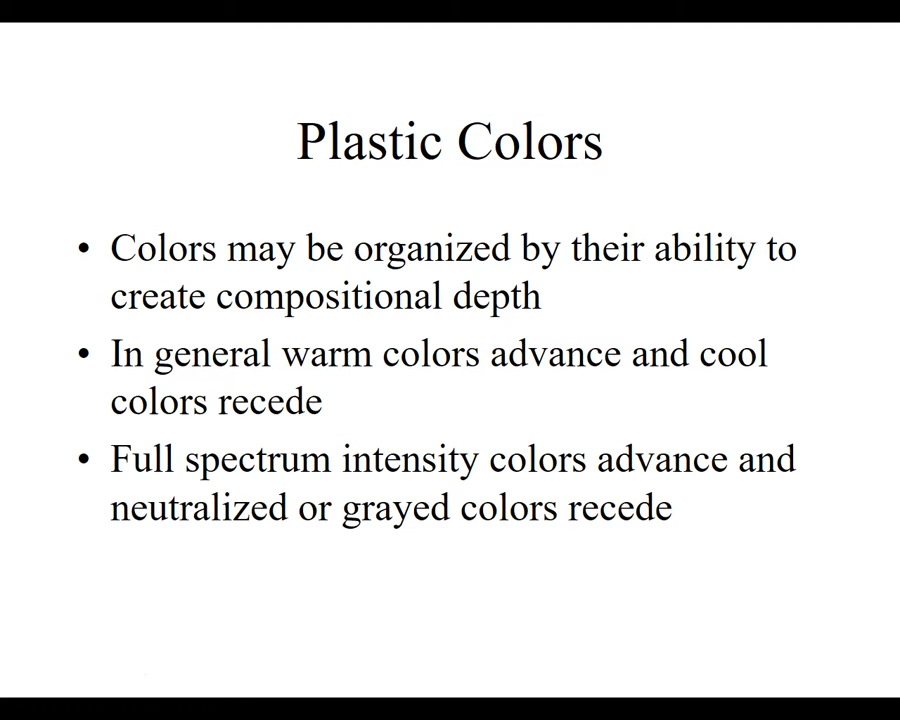 Plastic Colors
• Colors may be organized by their ability to
create compositional depth
• In general warm colors advance and cool
colors recede
• Full spectrum intensity colors advance and
neutralized or grayed colors recede